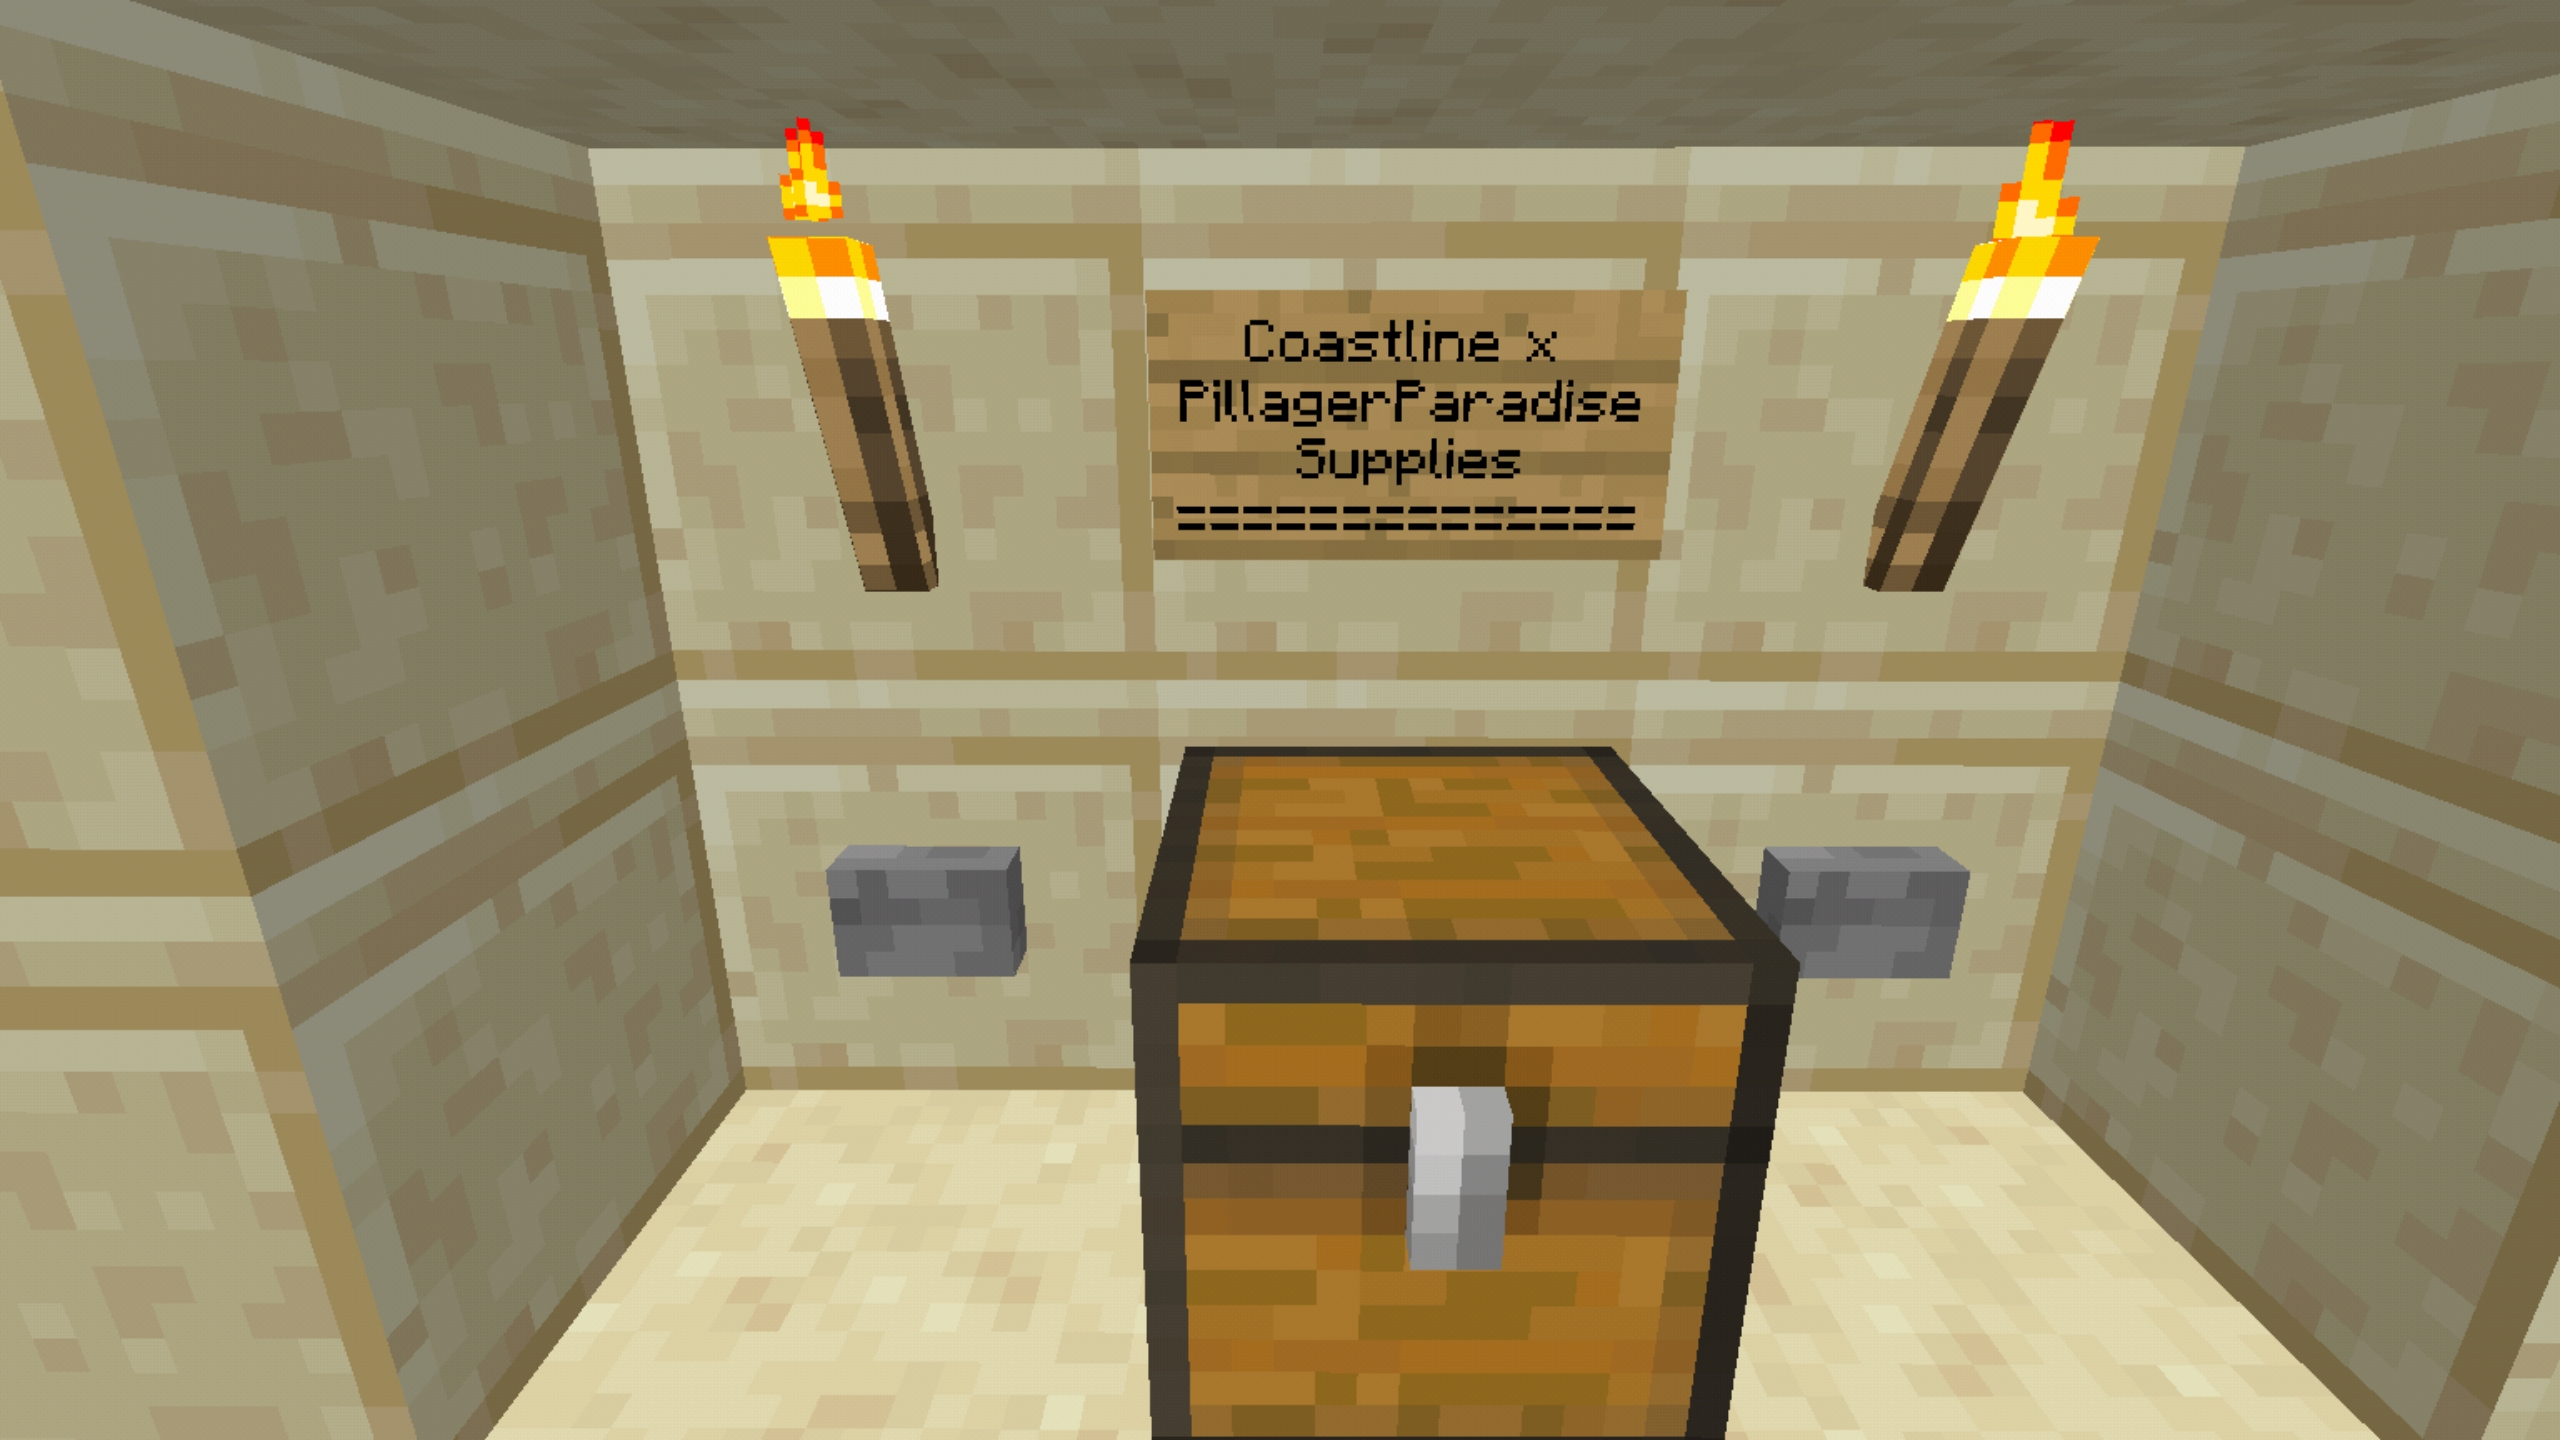 Coastline x
PillagerParadise
Supplies
==============